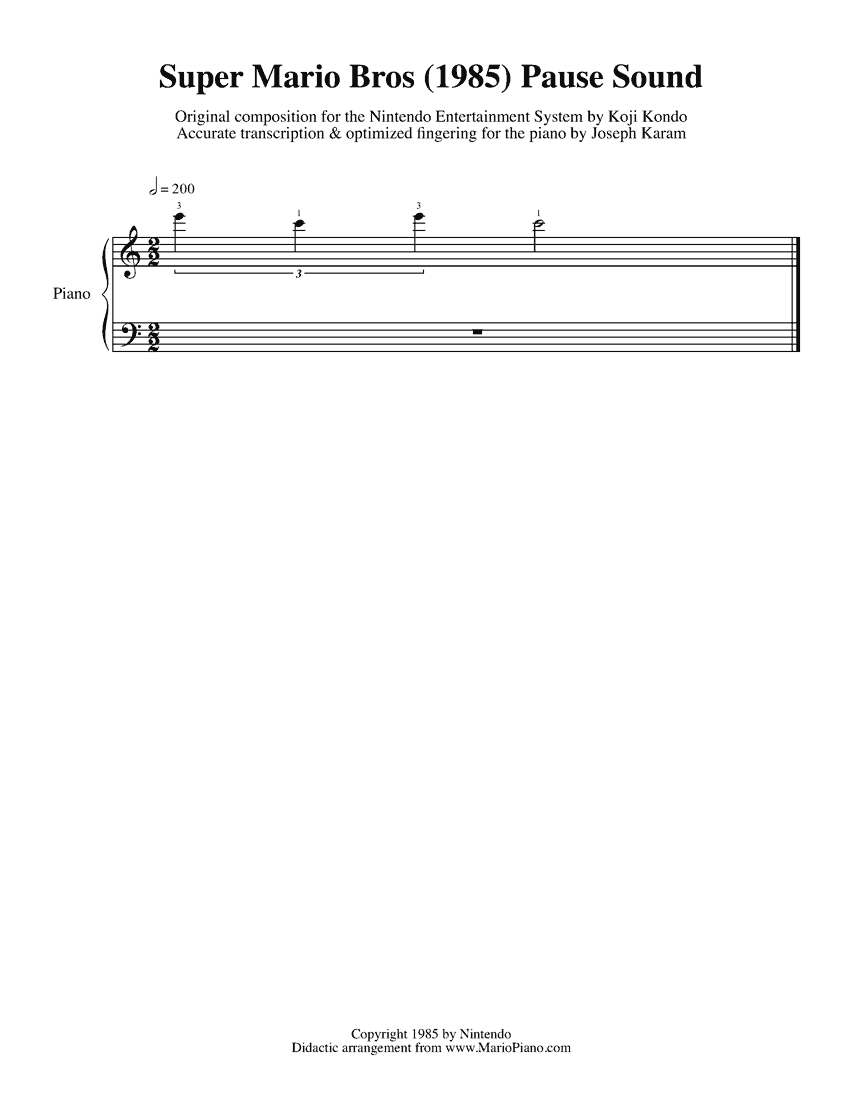 Super Mario Bros (1985) Pause Sound
Original composition for the Nintendo Entertainment System by Koji Kondo
Accurate transcription & optimized fingering for the piano by Joseph Karam
𝅗𝅥 = 200
3 1 3 1
3
Piano
2
2
2
2
Copyright 1985 by Nintendo
Didactic arrangement from www.MarioPiano.com